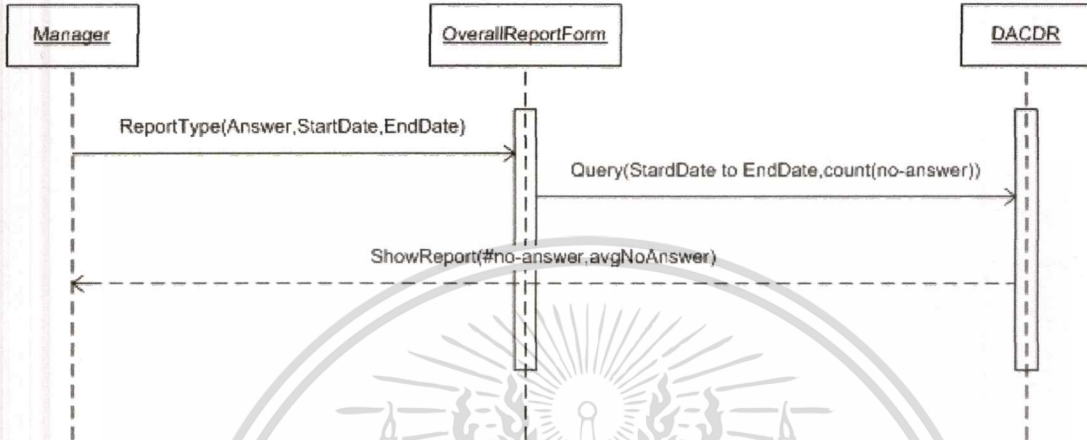 Manager
OverallReportForm
DACDR
ReportType(Answer,StartDate,EndDate)
Query(StardDate to EndDate,count(no-answer))
ShowReport(#no-answer,avgNoAnswer)